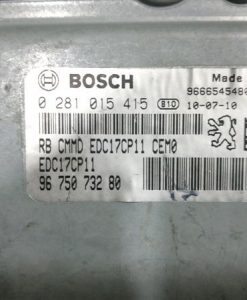 BOSCH
Made
0 281 015 415 810
9666545480
10-07-10
RB CMMD EDC17CP11 CEM0
EDC17CP11
96 750 732 80